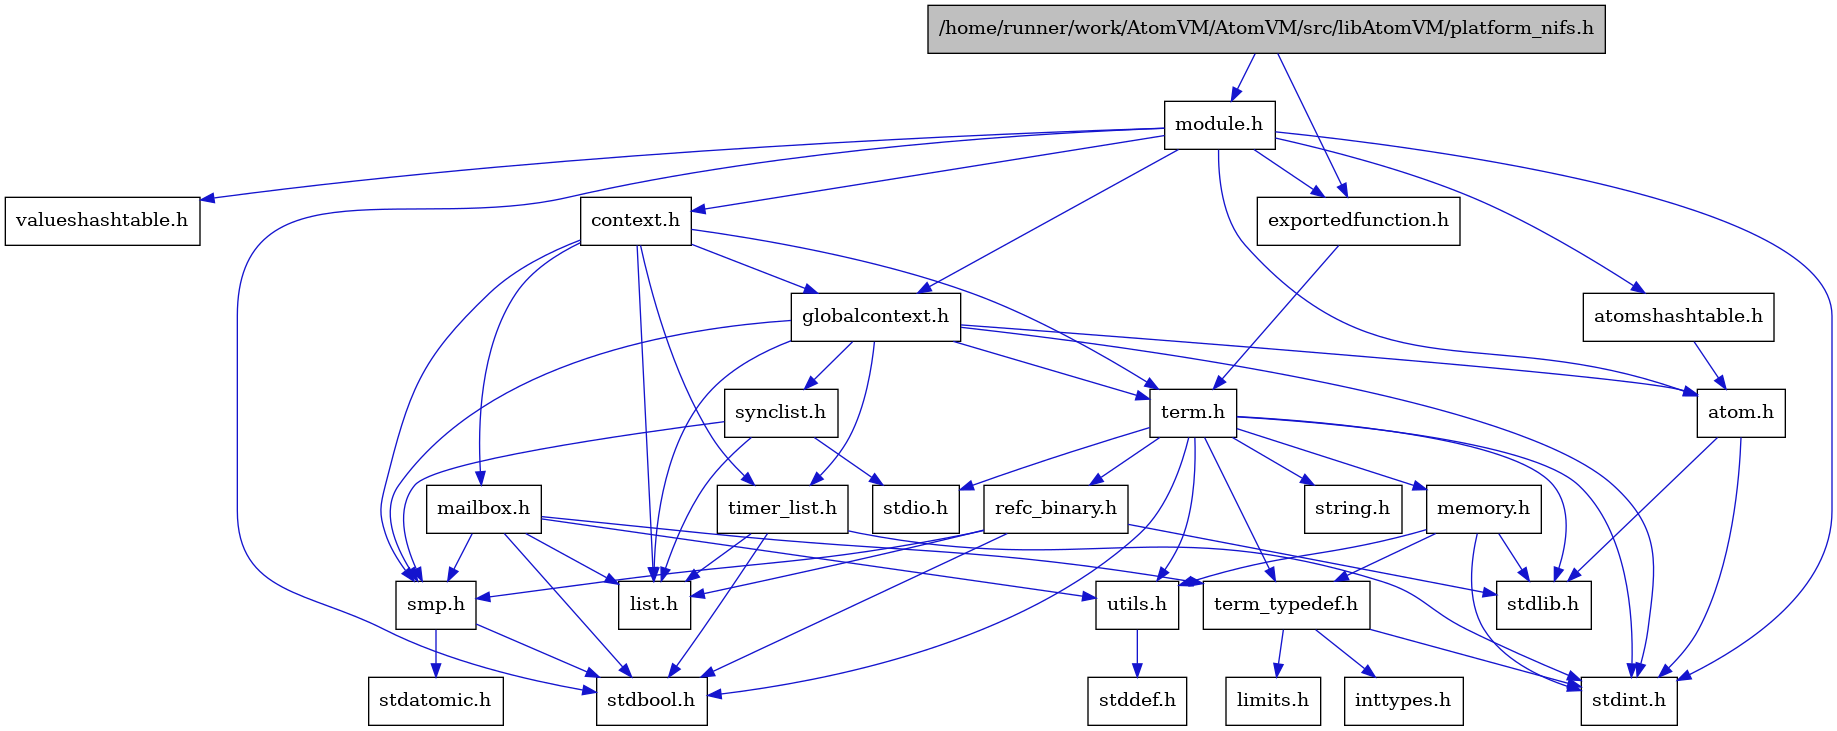 /home/runner/work/AtomVM/AtomVM/src/libAtomVM/platform_nifs.h
module.h
valueshashtable.h
context.h
exportedfunction.h
globalcontext.h
atomshashtable.h
synclist.h
term.h
atom.h
mailbox.h
timer_list.h
stdio.h
refc_binary.h
string.h
memory.h
smp.h
list.h
utils.h
term_typedef.h
stdlib.h
stdatomic.h
stdbool.h
stddef.h
limits.h
inttypes.h
stdint.h